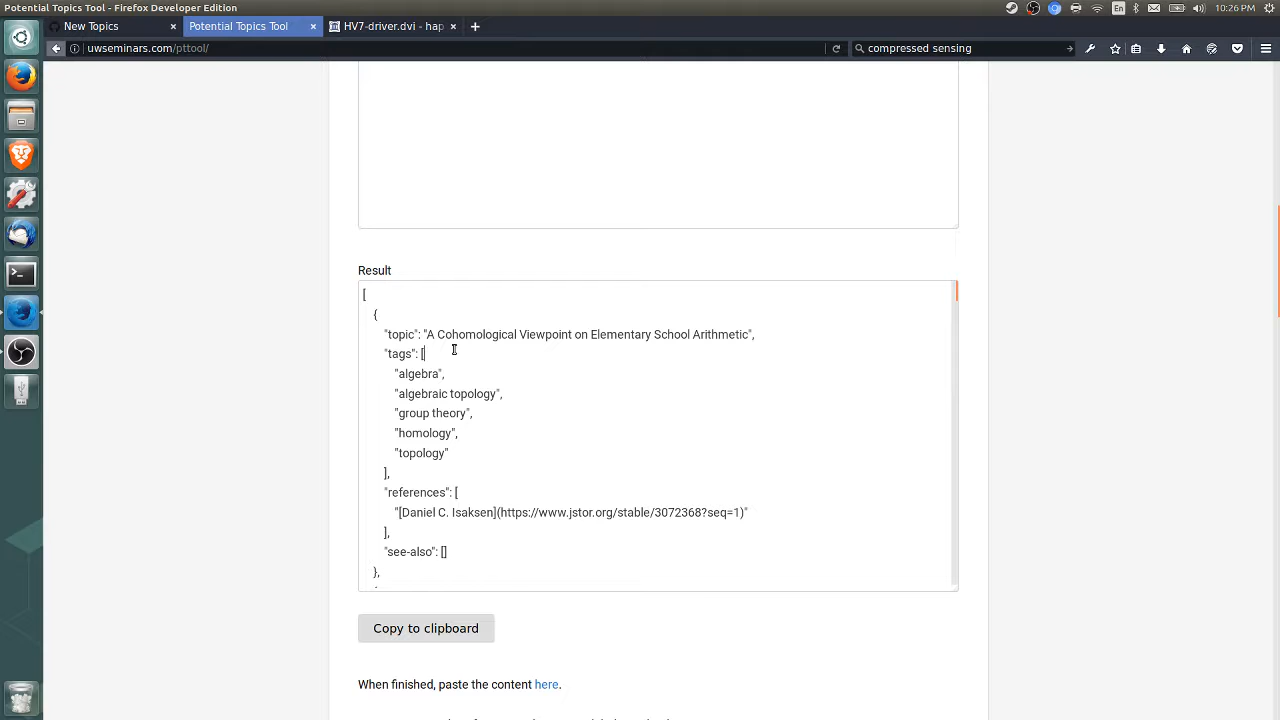 Potential Topics Tool - Firefox Developer Edition
10:26 PM
New Topics
Potential Topics Tool
HV7-driver.dvi - hap
uwseminars.com/pttool/
compressed sensing
Result
[
{
"topic": "A Cohomological Viewpoint on Elementary School Arithmetic",
"tags": [
"algebra",
"algebraic topology",
"group theory",
"homology",
"topology"
],
"references": [
"[Daniel C. Isaksen](https://www.jstor.org/stable/3072368?seq=1)"
],
"see-also": []
},
Copy to clipboard
When finished, paste the content here.